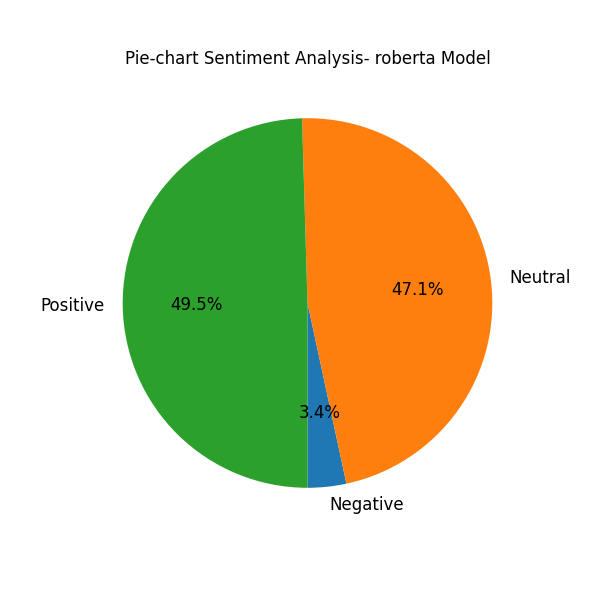 Pie-chart Sentiment Analysis- roberta Model
Neutral
47.1%
Positive
49.5%
3.4%
Negative